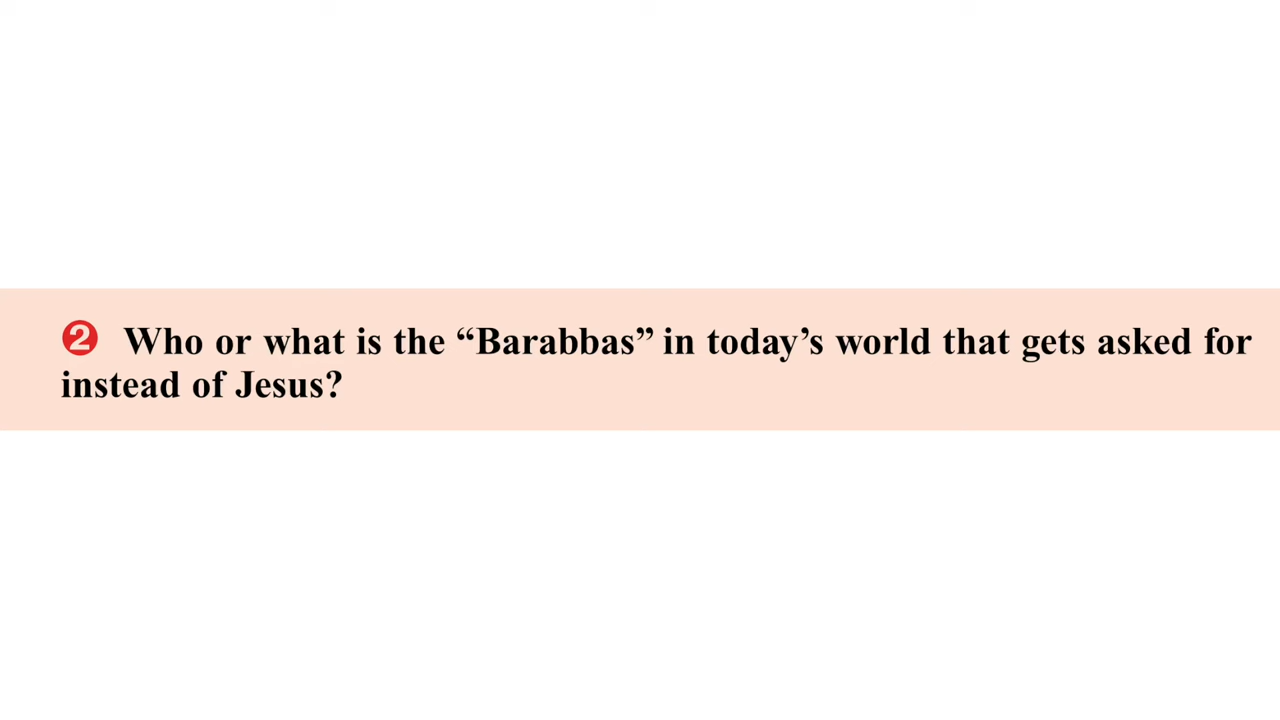 ❷ Who or what is the “Barabbas” in today’s world that gets asked for
instead of Jesus?